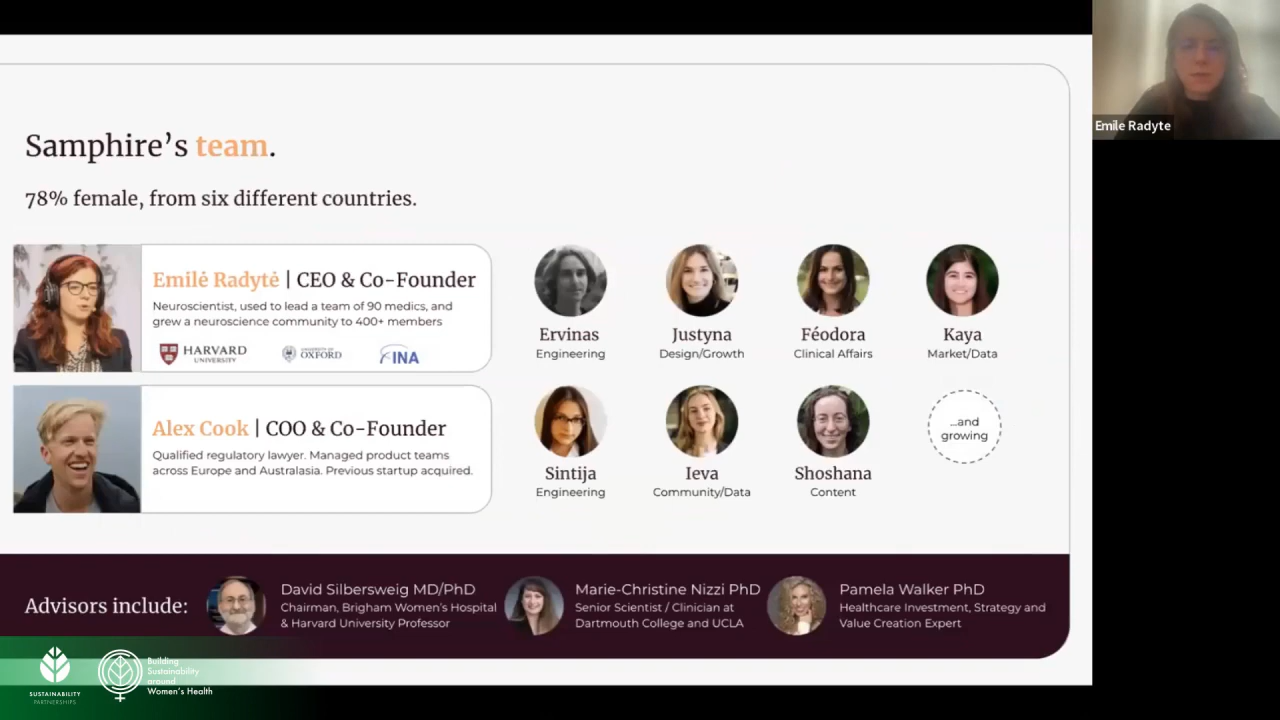 Samphire's team.
78% female, from six different countries.
Emilė Radytė | CEO & Co-Founder
Neuroscientist, used to lead a team of 90 medics, and
grew a neuroscience community to 400+ members
HARVARD
UNIVERSITY
UNIVERSITY OF
OXFORD
INA
Alex Cook | COO & Co-Founder
Qualified regulatory lawyer. Managed product teams
across Europe and Australasia. Previous startup acquired.
Ervinas
Engineering
Justyna
Design/Growth
Féodora
Clinical Affairs
Kaya
Market/Data
Sintija
Engineering
Ieva
Community/Data
Shoshana
Content
...and
growing
Advisors include:
David Silbersweig MD/PhD
Chairman, Brigham Women's Hospital
& Harvard University Professor
Marie-Christine Nizzi PhD
Senior Scientist / Clinician at
Dartmouth College and UCLA
Pamela Walker PhD
Healthcare Investment, Strategy and
Value Creation Expert
SUSTAINABILITY
PARTNERSHIPS
Building
Sustainability
around
Women's Health
Emile Radyte